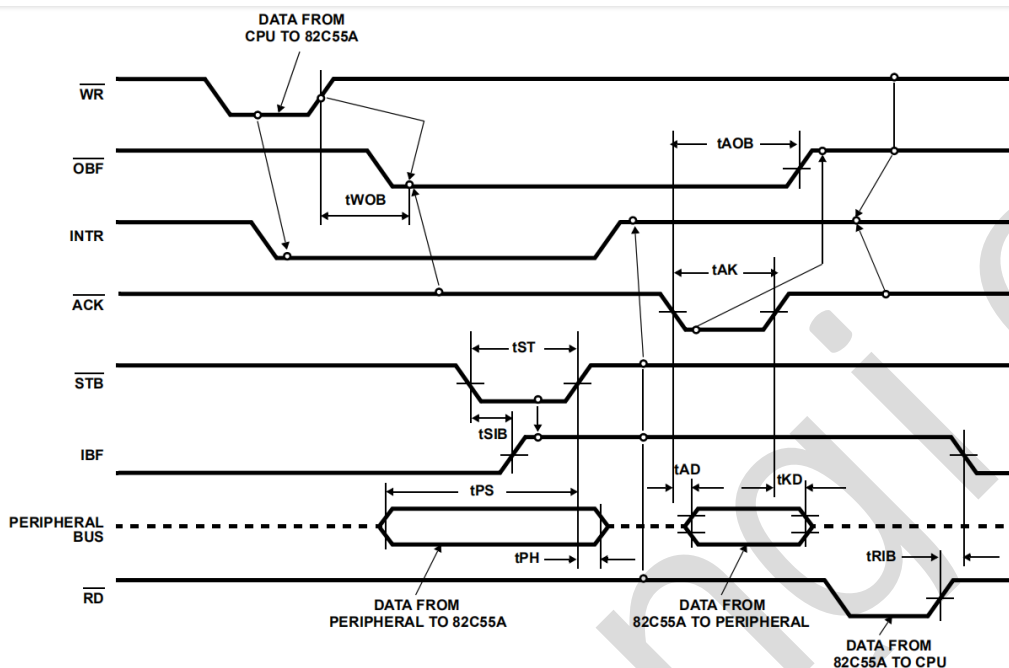 DATA FROM
CPU TO 82C55A
WR
tAOB
OBF
tWOB
INTR
tAK
ACK
tST
STB
tSIB
IBF
tAD
tKD
tPS
PERIPHERAL
BUS
tPH
tRIB
RD
DATA FROM
PERIPHERAL TO 82C55A
DATA FROM
82C55A TO PERIPHERAL
DATA FROM
82C55A TO CPU